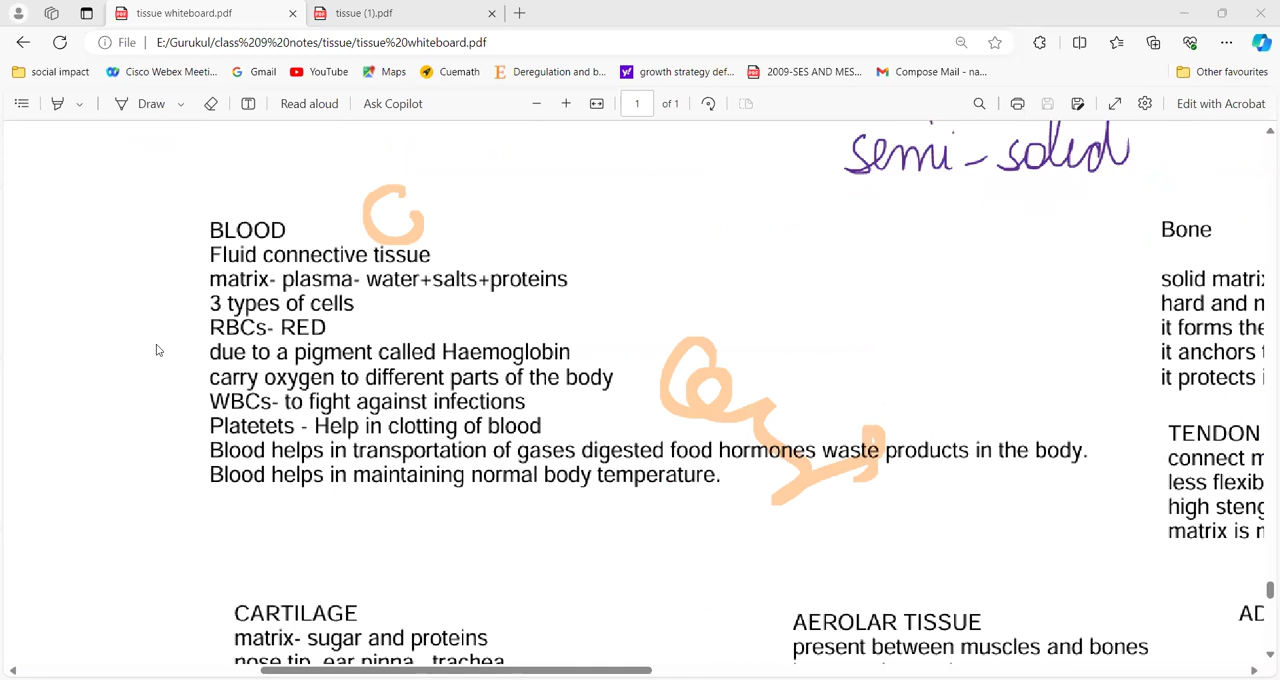 tissue whiteboard.pdf
tissue (1).pdf
File
E:/Gurukul/class%209%20notes/tissue/tissue%20whiteboard.pdf
social impact
Cisco Webex Meeti...
Gmail
YouTube
Maps
Cuemath
Deregulation and b...
growth strategy def...
2009-SES AND MES...
Compose Mail - na...
Other favourites
Draw
Read aloud
Ask Copilot
1
of 1
Edit with Acrobat
semi-solid
BLOOD
Fluid connective tissue
matrix- plasma- water+salts+proteins
3 types of cells
RBCs- RED
due to a pigment called Haemoglobin
carry oxygen to different parts of the body
WBCs- to fight against infections
Platetets - Help in clotting of blood
Blood helps in transportation of gases digested food hormones waste products in the body.
Blood helps in maintaining normal body temperature.
Bone
solid matri
hard and
it forms the
it anchors
it protects
TENDON
connect
less flexib
high steng
matrix is
CARTILAGE
matrix- sugar and proteins
nose tip, ear pinna, trachea
AEROLAR TISSUE
present between muscles and bones
AD